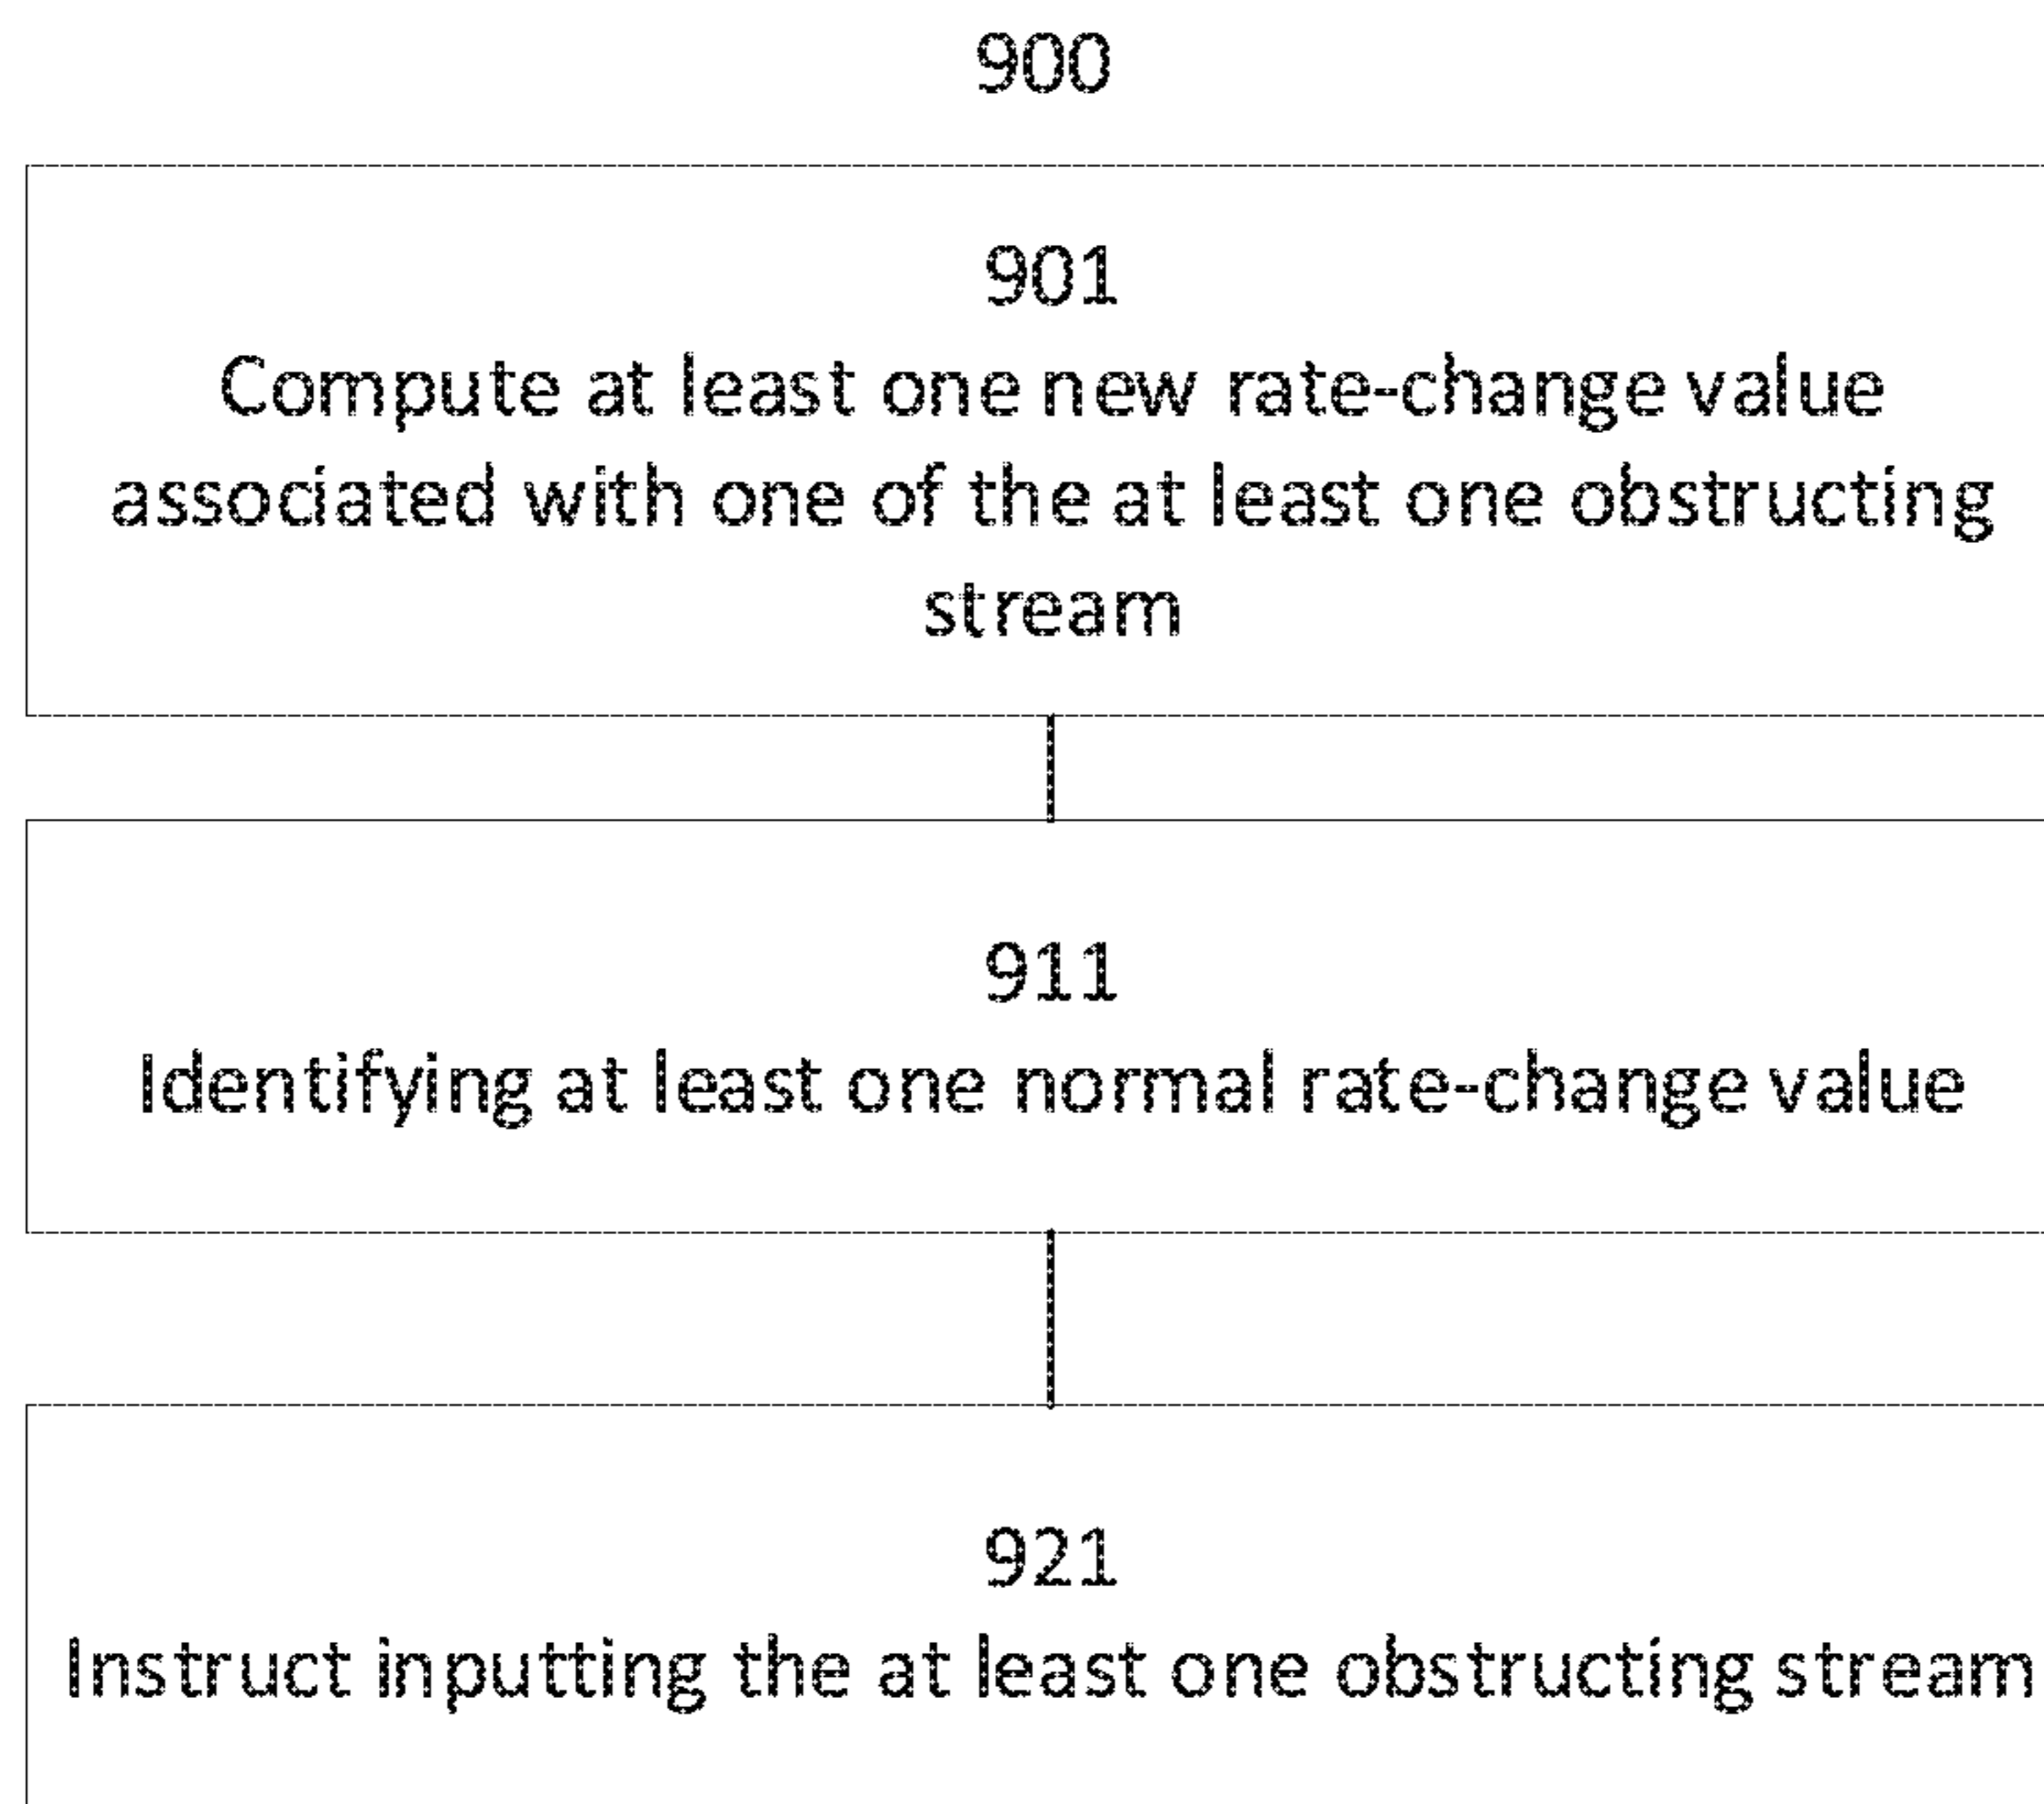 900
901
Compute at least one new rate-change value
associated with one of the at least one obstructing
stream
911
Identifying at least one normal rate-change value
921
Instruct inputting the at least one obstructing stream